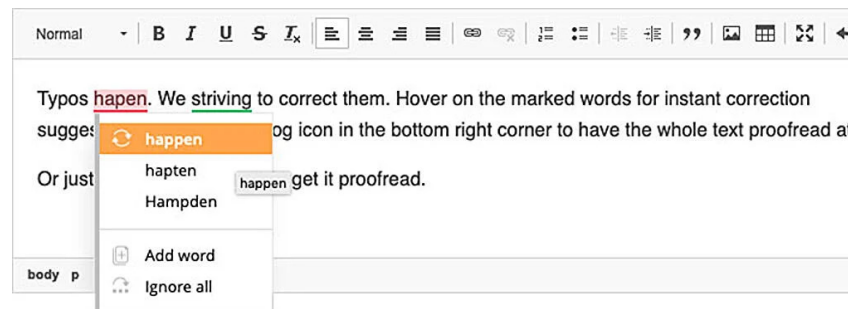 Normal B I U S Tx
Typos hapen. We striving to correct them. Hover on the marked words for instant correction
og icon in the bottom right corner to have the whole text proofread
happen
hapten
Or just get it proofread.
happen
Hampden
Add word
body p
Ignore all